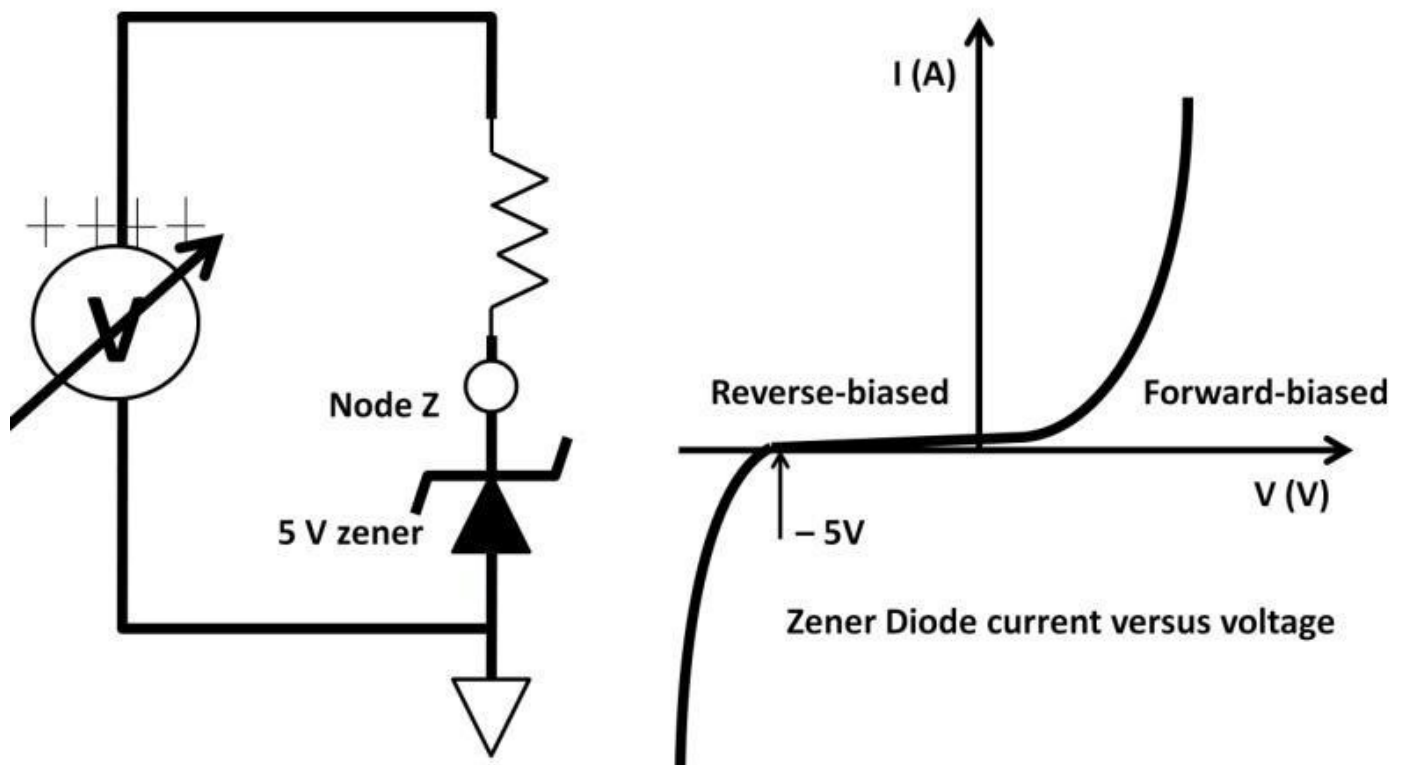 V
Node Z
5 V zener
I (A)
Reverse-biased
Forward-biased
V (V)
– 5V
Zener Diode current versus voltage